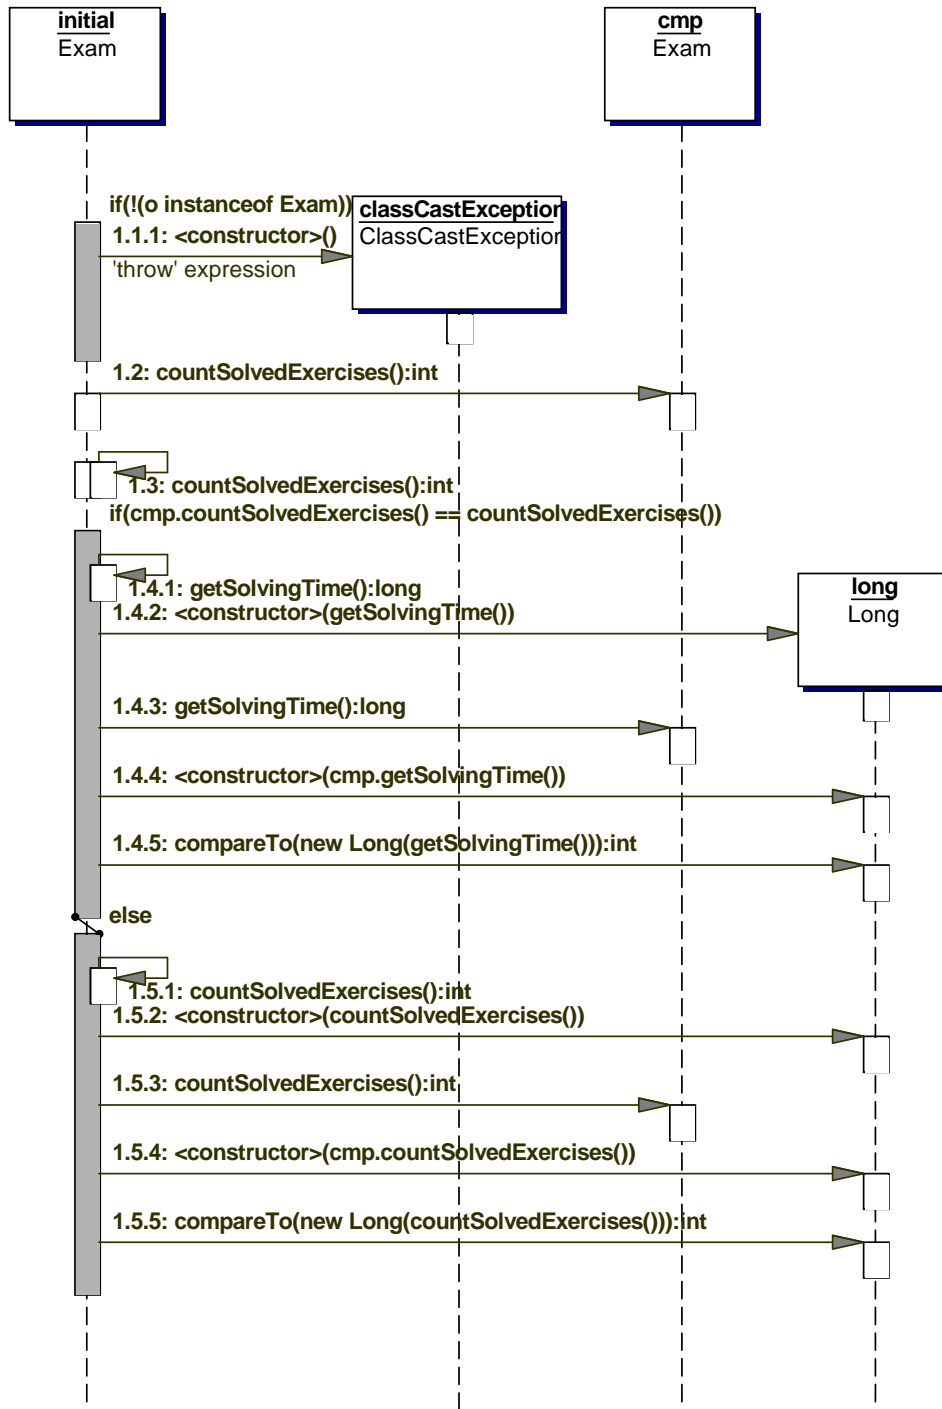 initial
Exam
cmp
Exam
if(!(o instanceof Exam))
classCastException
1.1.1: <constructor>()
ClassCastException
'throw' expression
1.2: countSolvedExercises():int
1.3: countSolvedExercises():int
if(cmp.countSolvedExercises() == countSolvedExercises())
1.4.1: getSolvingTime():long
long
Long
1.4.2: <constructor>(getSolvingTime())
1.4.3: getSolvingTime():long
1.4.4: <constructor>(cmp.getSolvingTime())
1.4.5: compareTo(new Long(getSolvingTime())):int
else
1.5.1: countSolvedExercises():int
1.5.2: <constructor>(countSolvedExercises())
1.5.3: countSolvedExercises():int
1.5.4: <constructor>(cmp.countSolvedExercises())
1.5.5: compareTo(new Long(countSolvedExercises())):int